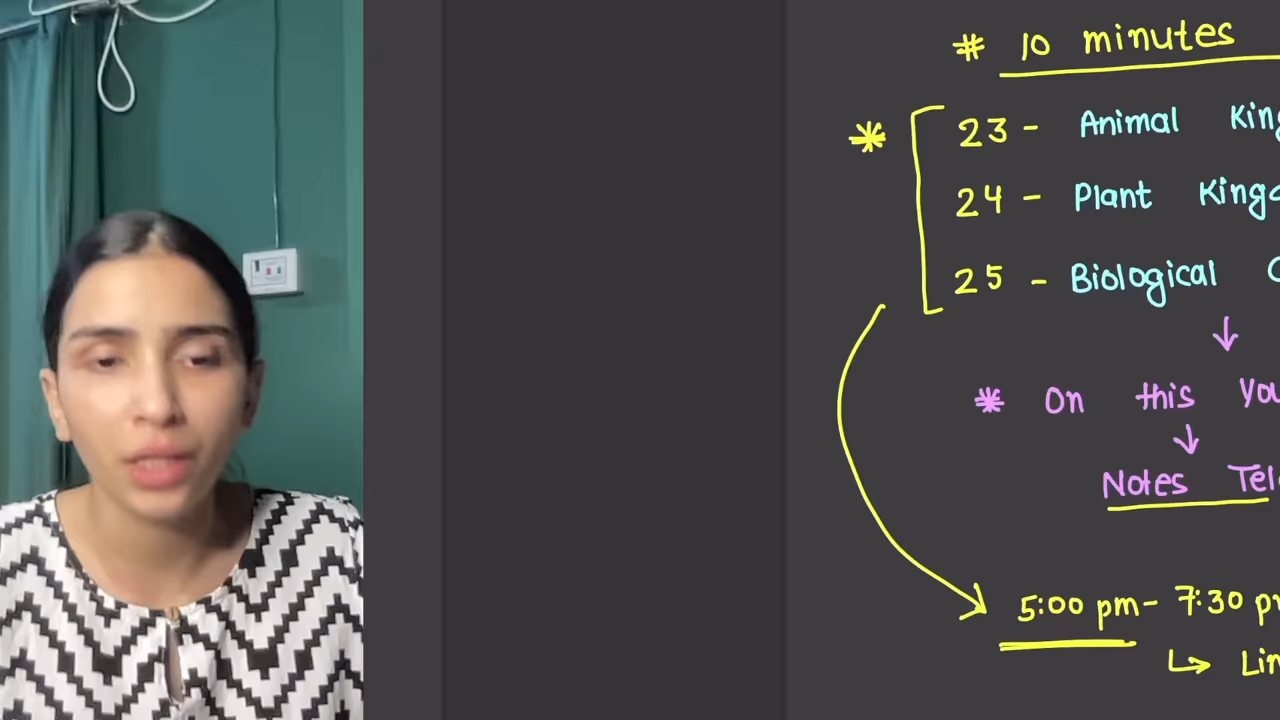 # 10 minutes
* 23 - Animal
24 - Plant
25 - Biological
↓
* On this
↓
Notes
→ 5:00 pm - 7:30
↳